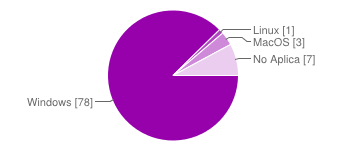 Linux [1]
MacOS [3]
No Aplica [7]
Windows [78]